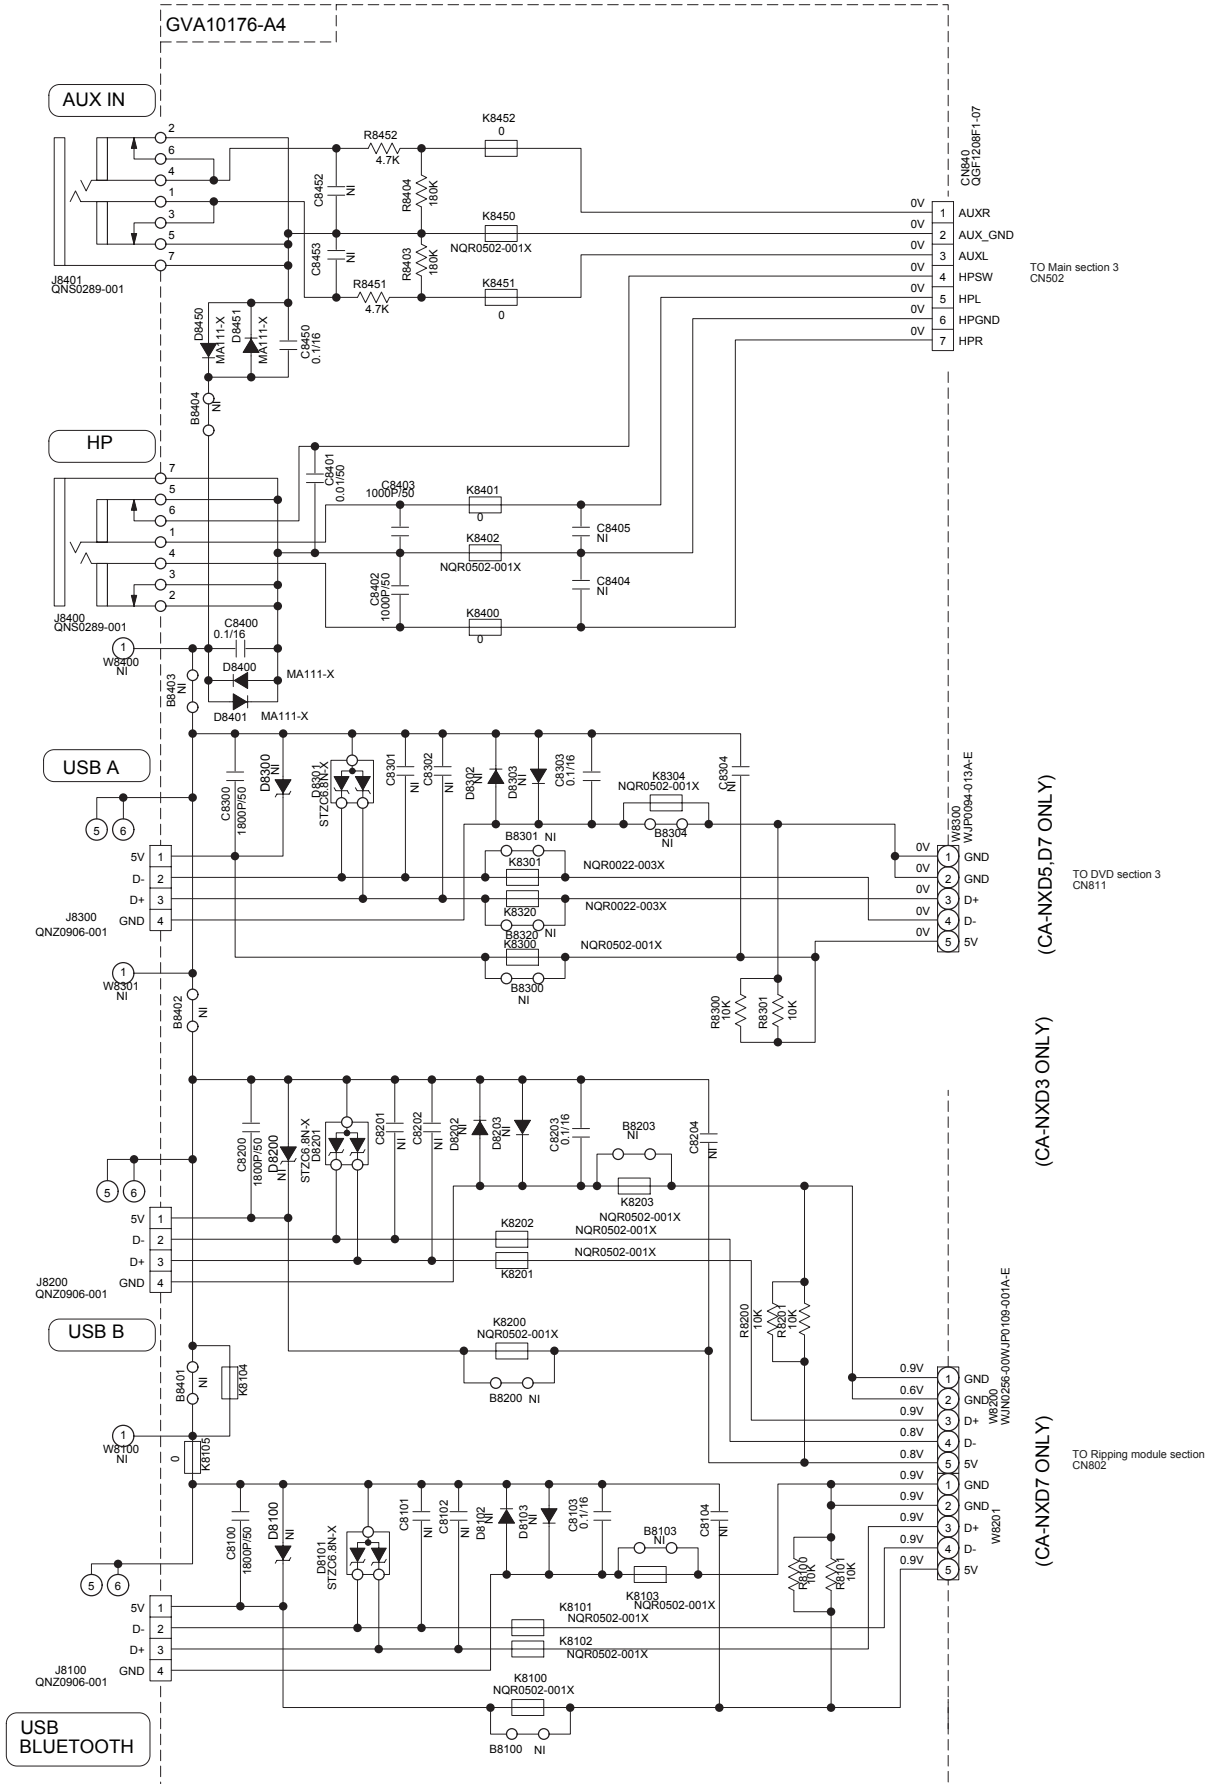 GVA10176-A4
AUX IN
2
6
4
1
3
5
7
J8401
QNS0289-001
R8452
4.7K
K8452
0
C8452
NI
R8404
180K
K8450
NQR0502-001X
C8453
NI
R8403
180K
R8451
4.7K
K8451
0
D8450
MA111-X
D8451
MA111-X
C8450
0.1/16
B8404
NI
CN840
QGF1208F1-07
0V 1 AUXR
0V 2 AUX_GND
0V 3 AUXL
0V 4 HPSW
0V 5 HPL
0V 6 HPGND
0V 7 HPR
TO Main section 3
CN502
HP
7
5
6
1
4
3
2
J8400
QNS0289-001
C8401
0.01/50
C8403
1000P/50
K8401
0
C8405
NI
K8402
NQR0502-001X
C8402
1000P/50
C8404
NI
K8400
0
C8400
0.1/16
1
W8400
NI
D8400
MA111-X
D8401
MA111-X
B8403
NI
USB A
5 6
C8300
1800P/50
D8300
NI
D8301
STZC6.8N-X
C8301
NI
C8302
NI
D8302
NI
D8303
NI
C8303
0.1/16
K8304
NQR0502-001X
B8304
NI
C8304
NI
B8301 NI
K8301
NQR0022-003X
K8320
NQR0022-003X
B8320 NI
K8300
NQR0502-001X
B8300
NI
5V 1
D- 2
D+ 3
GND 4
J8300
QNZ0906-001
W8300
WJP0094-013A-E
0V 1 GND
0V 2 GND
0V 3 D+
0V 4 D-
0V 5 5V
TO DVD section 3
CN811
(CA-NXD5,D7 ONLY)
1
W8301
NI
B8402
NI
R8300
10K
R8301
10K
(CA-NXD3 ONLY)
C8200
1800P/50
D8200
NI
STZC6.8N-X
D8201
C8201
NI
C8202
NI
D8202
NI
D8203
NI
C8203
0.1/16
B8203
NI
C8204
NI
K8203
NQR0502-001X
5 6
5V 1
D- 2
D+ 3
GND 4
J8200
QNZ0906-001
K8202
NQR0502-001X
K8201
NQR0502-001X
USB B
K8200
NQR0502-001X
B8200 NI
R8200
10K
R8201
10K
B8401
NI
K8104
W8200
WJN0256-00WJP0109-001A-E
0.9V 1 GND
0.6V 2 GND
0.9V 3 D+
0.8V 4 D-
0.8V 5 5V
0.9V 1 GND
0.9V 2 GND
0.9V 3 D+
0.9V 4 D-
0.9V 5 5V
W8201
TO Ripping module section
CN802
(CA-NXD7 ONLY)
1
W8100
NI
0
K8105
C8100
1800P/50
D8100
NI
D8101
STZC6.8N-X
C8101
NI
C8102
NI
D8102
NI
D8103
NI
C8103
0.1/16
B8103
NI
C8104
NI
K8103
NQR0502-001X
R8100
10K
R8101
10K
5 6
5V 1
D- 2
D+ 3
GND 4
J8100
QNZ0906-001
K8101
NQR0502-001X
K8102
NQR0502-001X
K8100
NQR0502-001X
B8100 NI
USB
BLUETOOTH